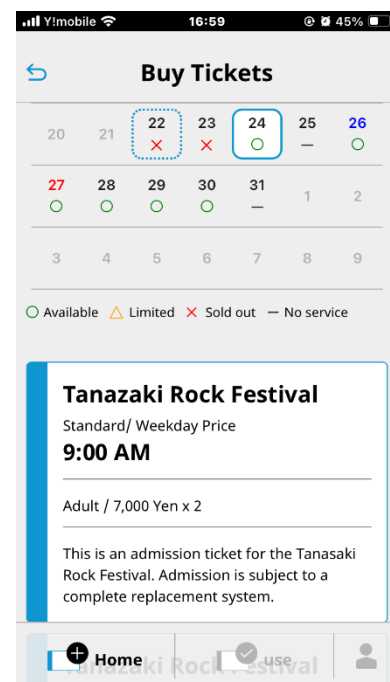 Y!mobile 16:59 45%
Buy Tickets
20 21 22 23 24 25 26
27 28 29 30 31 1 2
3 4 5 6 7 8 9
Available Limited Sold out No service
Tanazaki Rock Festival
Standard/ Weekday Price
9:00 AM
Adult / 7,000 Yen x 2
This is an admission ticket for the Tanasaki
Rock Festival. Admission is subject to a
complete replacement system.
Tanazaki Rock Festival
Home use